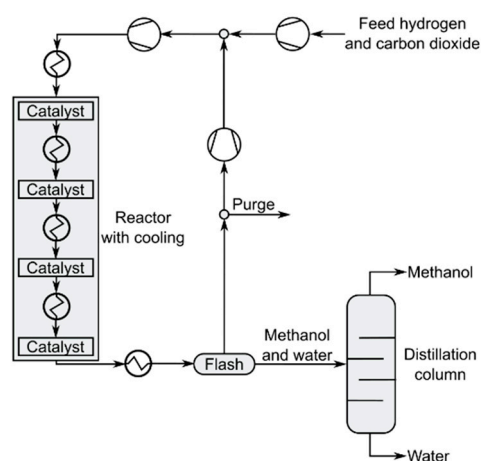 Feed hydrogen
and carbon dioxide
Catalyst
Catalyst
Catalyst
Catalyst
Reactor
with cooling
Purge
Methanol
and water
Flash
Methanol
Distillation
column
Water